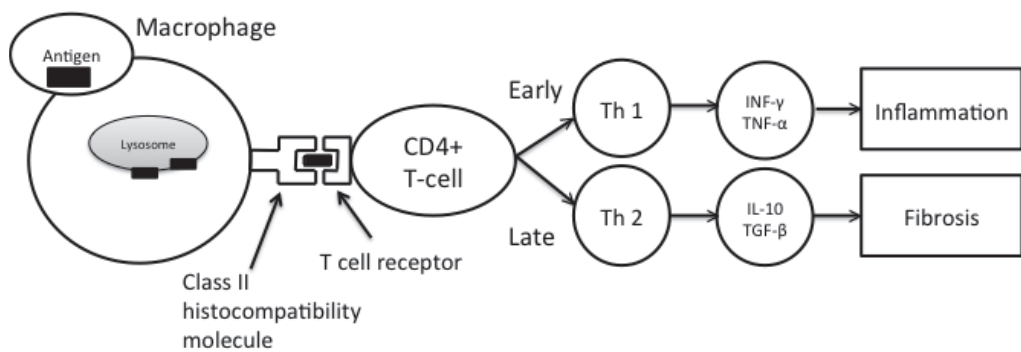 Macrophage
Antigen
Lysosome
Class II
histocompatibility
molecule
T cell receptor
CD4+
T-cell
Early
Late
Th 1
INF-γ
TNF-α
Inflammation
Th 2
IL-10
TGF-β
Fibrosis